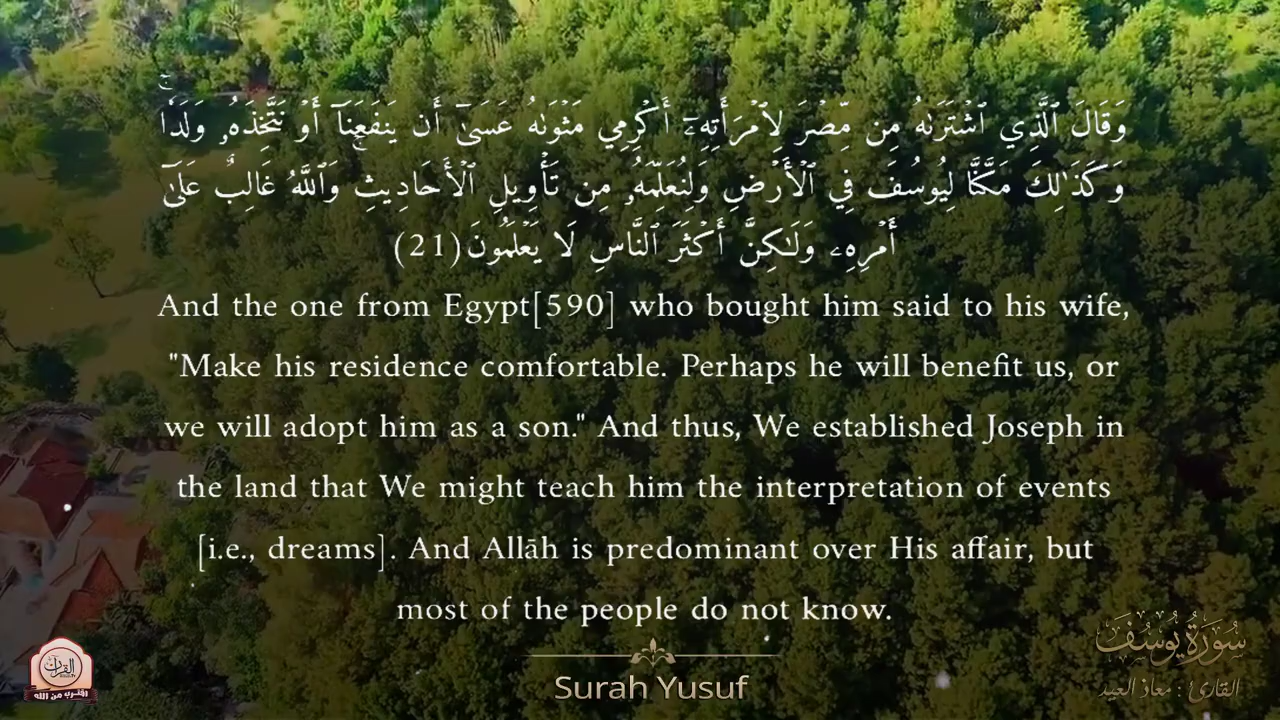 وَقَالَ ٱلَّذِي ٱشۡتَرَىٰهُ مِن مِّصۡرَ لِٱمۡرَأَتِهِۦٓ أَكۡرِمِي مَثۡوَىٰهُ عَسَىٰٓ أَن يَنفَعَنَآ أَوۡ نَتَّخِذَهُۥ وَلَدٗاۚ
وَكَذَٰلِكَ مَكَّنَّا لِيُوسُفَ فِي ٱلۡأَرۡضِ وَلِنُعَلِّمَهُۥ مِن تَأۡوِيلِ ٱلۡأَحَادِيثِۚ وَٱللَّهُ غَالِبٌ عَلَىٰٓ
أَمۡرِهِۦ وَلَٰكِنَّ أَكۡثَرَ ٱلنَّاسِ لَا يَعۡلَمُونَ(21)
And the one from Egypt[590] who bought him said to his wife,
"Make his residence comfortable. Perhaps he will benefit us, or
we will adopt him as a son." And thus, We established Joseph in
the land that We might teach him the interpretation of events
[i.e., dreams]. And Allāh is predominant over His affair, but
most of the people do not know.
سُورَةُ يُوسُفَ
القارئ : معاذ العيد
القرآن
اقترب من الله
Surah Yusuf